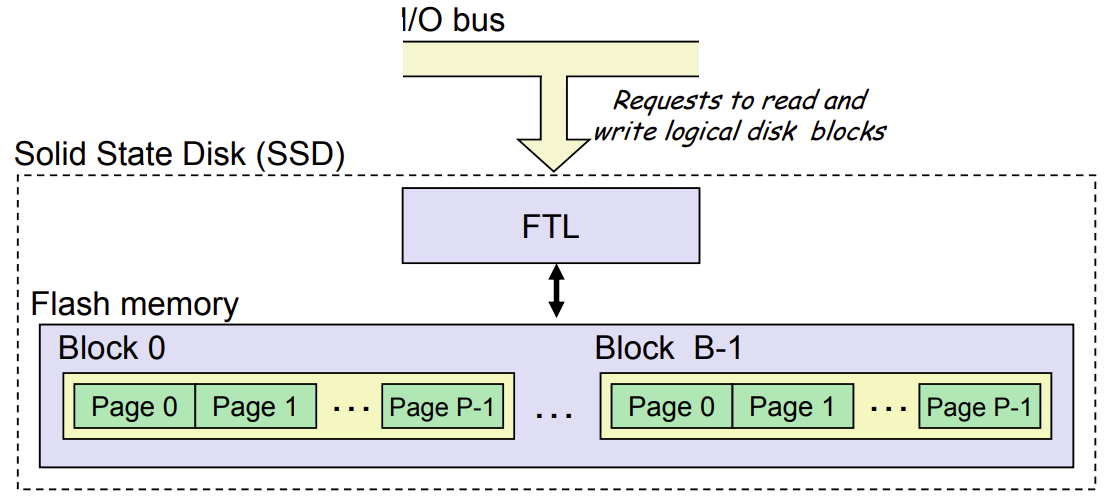 I/O bus
Requests to read and
write logical disk blocks
Solid State Disk (SSD)
FTL
Flash memory
Block 0 Block B-1
Page 0 Page 1 ... Page P-1 ... Page 0 Page 1 ... Page P-1